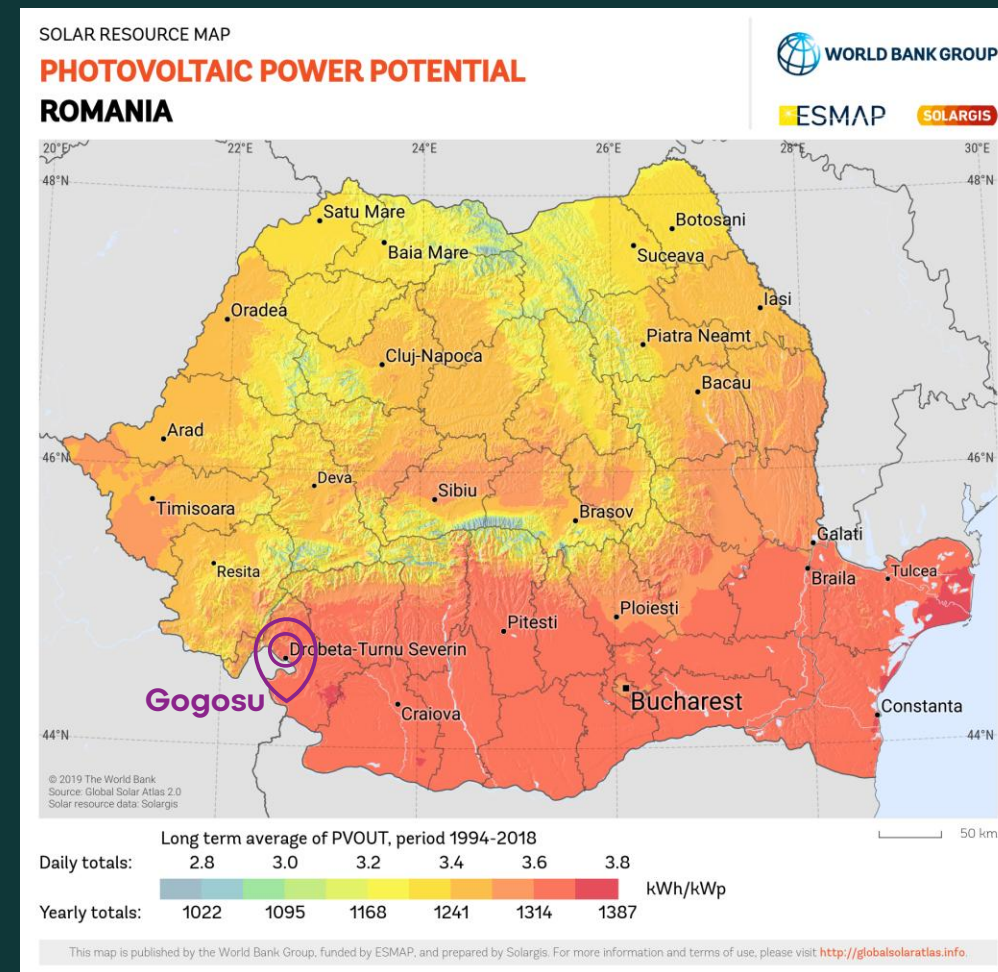 SOLAR RESOURCE MAP
PHOTOVOLTAIC POWER POTENTIAL
ROMANIA
WORLD BANK GROUP
ESMAP
SOLARGIS
20°E 22°E 24°E 26°E 28°E 30°E
48°N 48°N
Satu Mare
Botosani
Baia Mare
Suceava
Oradea
Iasi
Piatra Neamt
Cluj-Napoca
Bacau
Arad
46°N 46°N
Deva
Sibiu
Timisoara
Brasov
Galati
Resita
Braila
Tulcea
Ploiesti
Pitesti
Drobeta-Turnu Severin
Gogosu
Bucharest
Craiova
Constanta
44°N 44°N
© 2019 The World Bank
Source: Global Solar Atlas 2.0
Solar resource data: Solargis
Long term average of PVOUT, period 1994-2018
50 km
Daily totals: 2.8 3.0 3.2 3.4 3.6 3.8
kWh/kWp
Yearly totals: 1022 1095 1168 1241 1314 1387
This map is published by the World Bank Group, funded by ESMAP, and prepared by Solargis. For more information and terms of use, please visit http://globalsolaratlas.info.